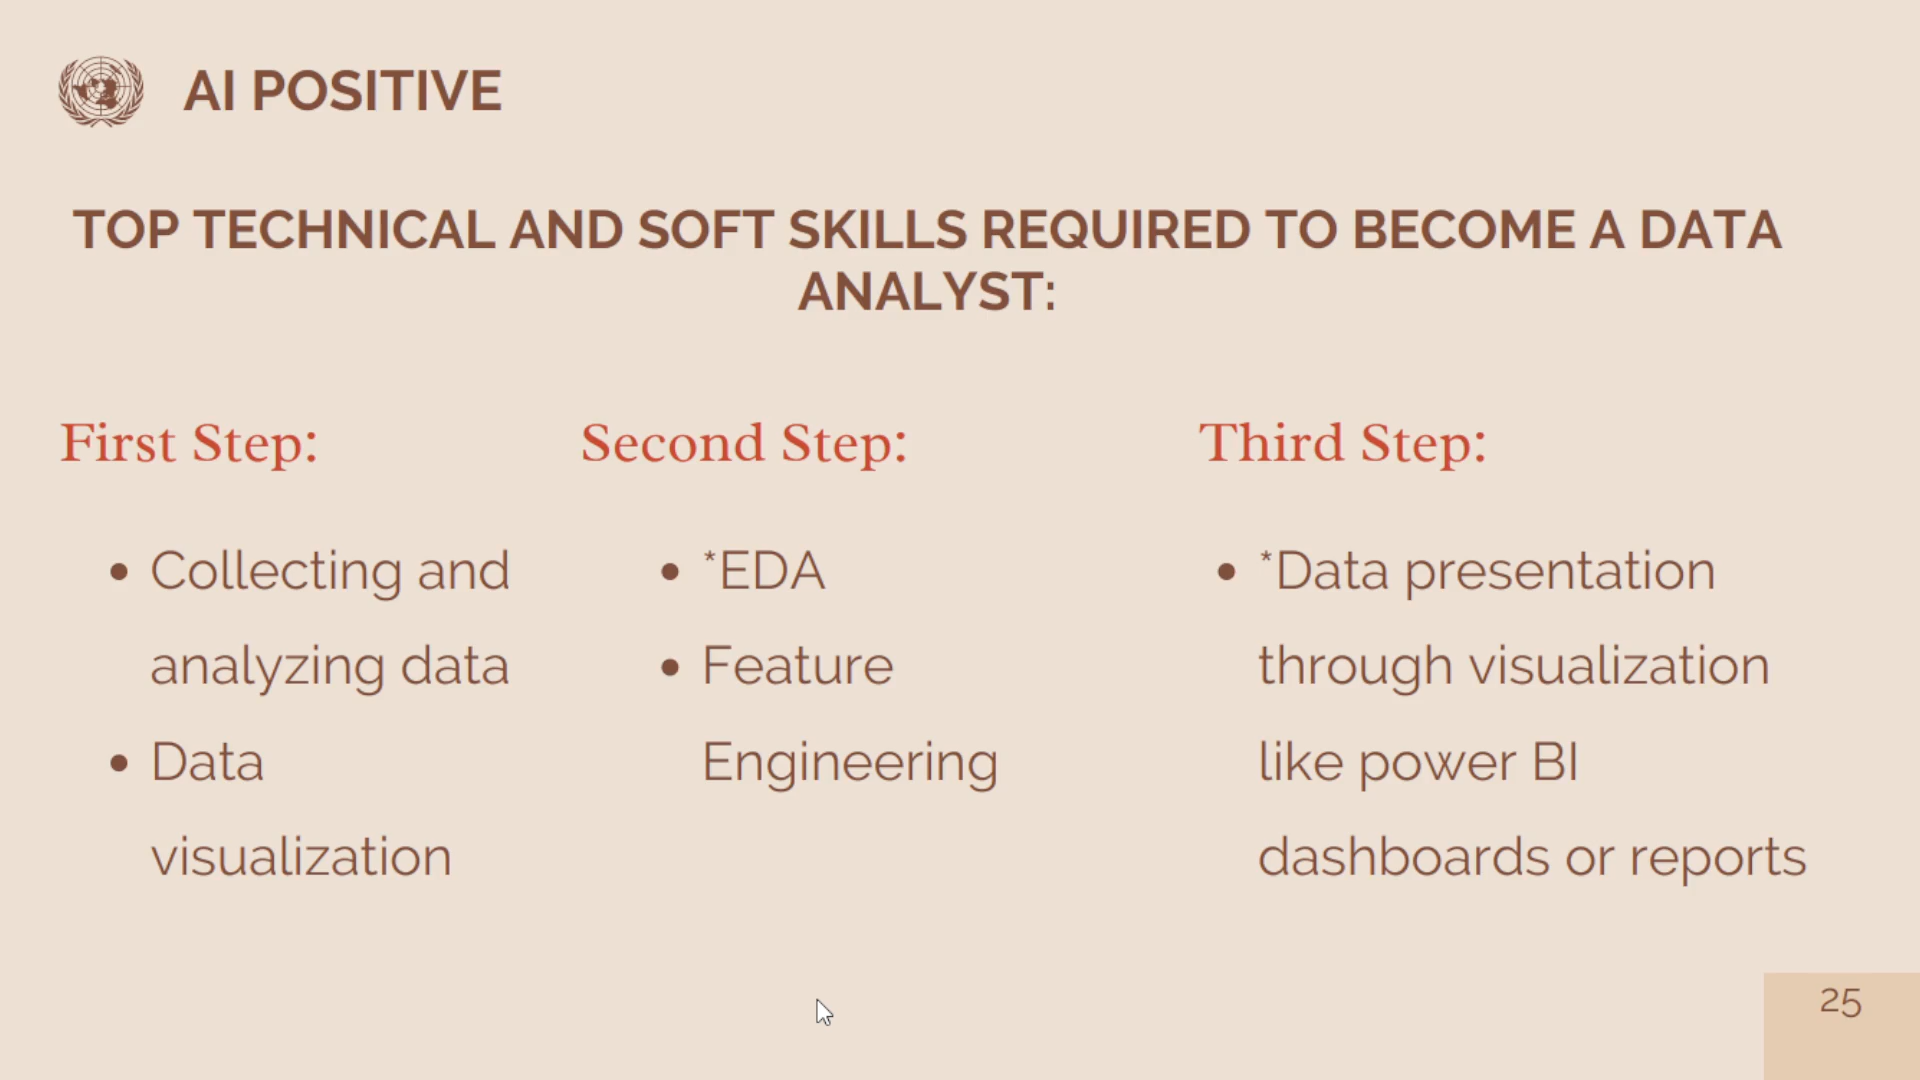 AI POSITIVE
TOP TECHNICAL AND SOFT SKILLS REQUIRED TO BECOME A DATA
ANALYST:
First Step:
• Collecting and
analyzing data
• Data
visualization
Second Step:
• *EDA
• Feature
Engineering
Third Step:
• *Data presentation
through visualization
like power BI
dashboards or reports
25